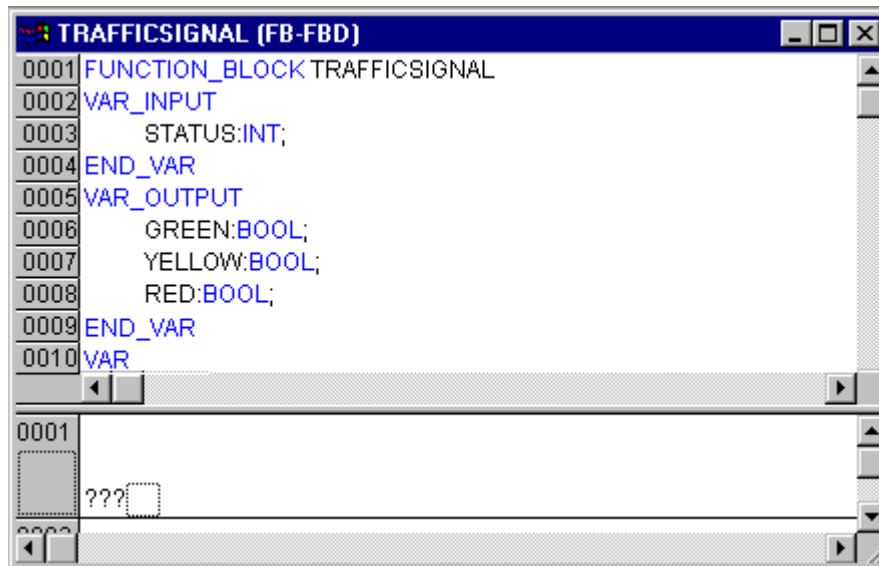 TRAFFICSIGNAL (FB-FBD)
0001 FUNCTION_BLOCK TRAFFICSIGNAL
0002 VAR_INPUT
0003 STATUS:INT;
0004 END_VAR
0005 VAR_OUTPUT
0006 GREEN:BOOL;
0007 YELLOW:BOOL;
0008 RED:BOOL;
0009 END_VAR
0010 VAR
0001
???